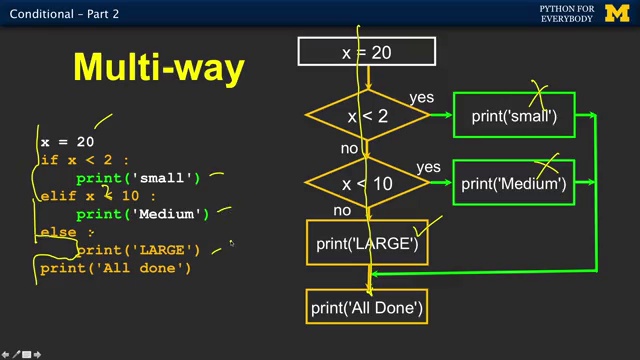 Conditional – Part 2
PYTHON FOR
EVERYBODY
M
Multi-way
x = 20
if x < 2 :
print('small')
elif x < 10 :
print('Medium')
else :
print('LARGE')
print('All done')
x = 20
x < 2
yes
print('small')
no
x < 10
yes
print('Medium')
no
print('LARGE')
print('All Done')